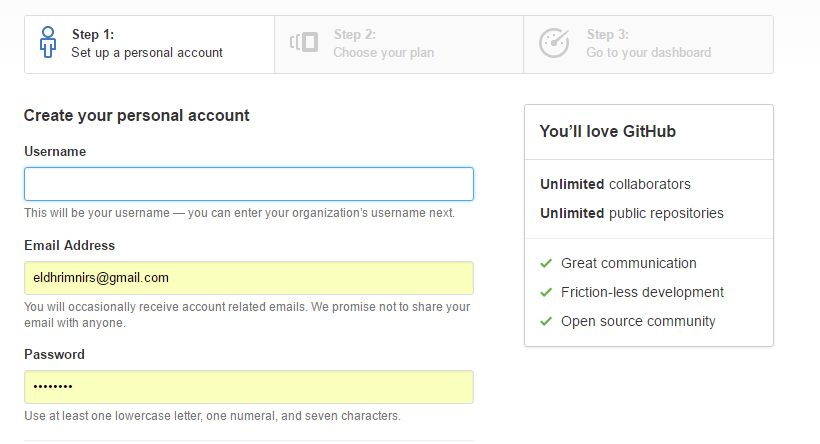 Step 1:
Set up a personal account
Step 2:
Choose your plan
Step 3:
Go to your dashboard
Create your personal account
Username
This will be your username — you can enter your organization's username next.
Email Address
eldhrimnirs@gmail.com
You will occasionally receive account related emails. We promise not to share your
email with anyone.
Password
••••••••
Use at least one lowercase letter, one numeral, and seven characters.
You'll love GitHub
Unlimited collaborators
Unlimited public repositories
Great communication
Friction-less development
Open source community